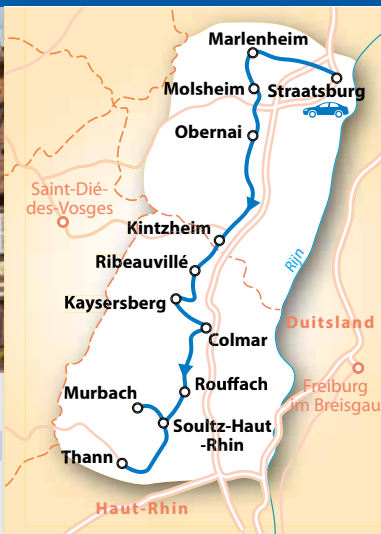 Marlenheim
Molsheim
Straatsburg
Obernai
Saint-Dié-
des-Vosges
Kintzheim
Rijn
Ribeauvillé
Kaysersberg
Duitsland
Colmar
Freiburg
im Breisgau
Murbach
Rouffach
Soultz-Haut
-Rhin
Thann
Haut-Rhin